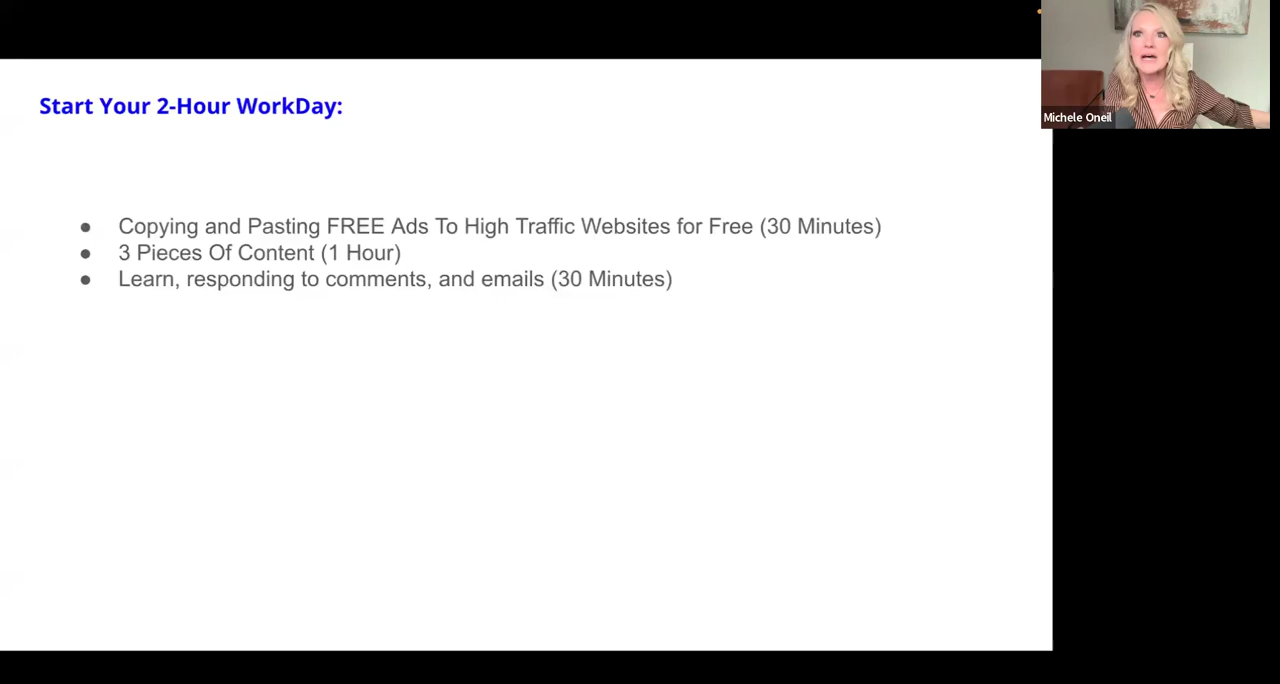 Start Your 2-Hour WorkDay:
● Copying and Pasting FREE Ads To High Traffic Websites for Free (30 Minutes)
● 3 Pieces Of Content (1 Hour)
● Learn, responding to comments, and emails (30 Minutes)
Michele Oneil